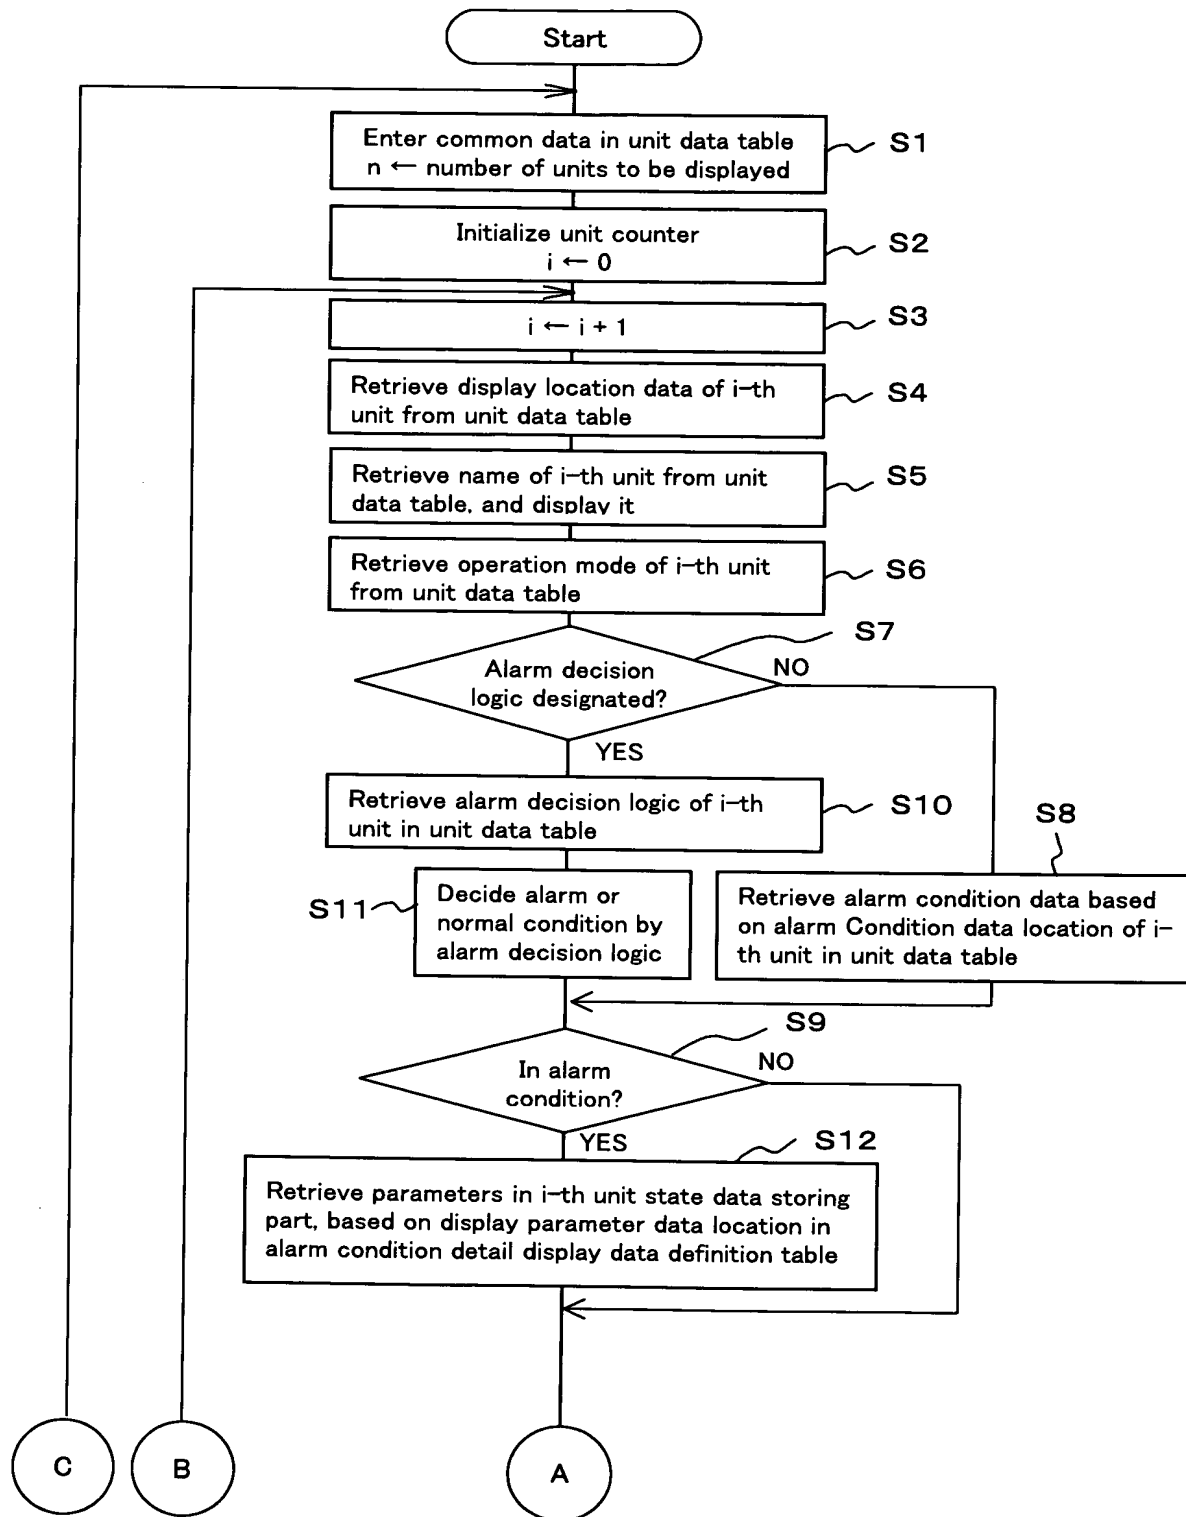 Start
Enter common data in unit data table
n ← number of units to be displayed
S1
Initialize unit counter
i ← 0
S2
i ← i + 1
S3
Retrieve display location data of i-th
unit from unit data table
S4
Retrieve name of i-th unit from unit
data table, and display it
S5
Retrieve operation mode of i-th unit
from unit data table
S6
S7
Alarm decision
logic designated?
NO
YES
Retrieve alarm decision logic of i-th
unit in unit data table
S10
S8
S11
Decide alarm or
normal condition by
alarm decision logic
Retrieve alarm condition data based
on alarm Condition data location of i-
th unit in unit data table
S9
In alarm
condition?
NO
YES
S12
Retrieve parameters in i-th unit state data storing
part, based on display parameter data location in
alarm condition detail display data definition table
C
B
A